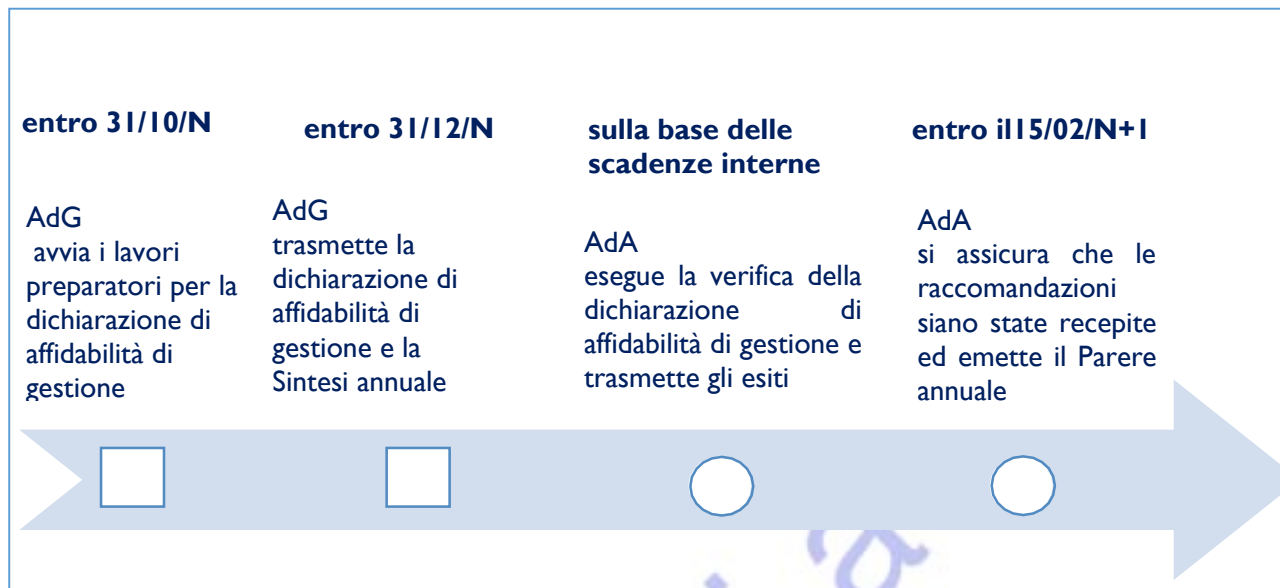 entro 31/10/N
AdG
avvia i lavori
preparatori per la
dichiarazione di
affidabilità di
gestione
entro 31/12/N
AdG
trasmette la
dichiarazione di
affidabilità di
gestione e la
Sintesi annuale
sulla base delle
scadenze interne
AdA
esegue la verifica della
dichiarazione di
affidabilità di gestione e
trasmette gli esiti
entro il15/02/N+1
AdA
si assicura che le
raccomandazioni
siano state recepite
ed emette il Parere
annuale